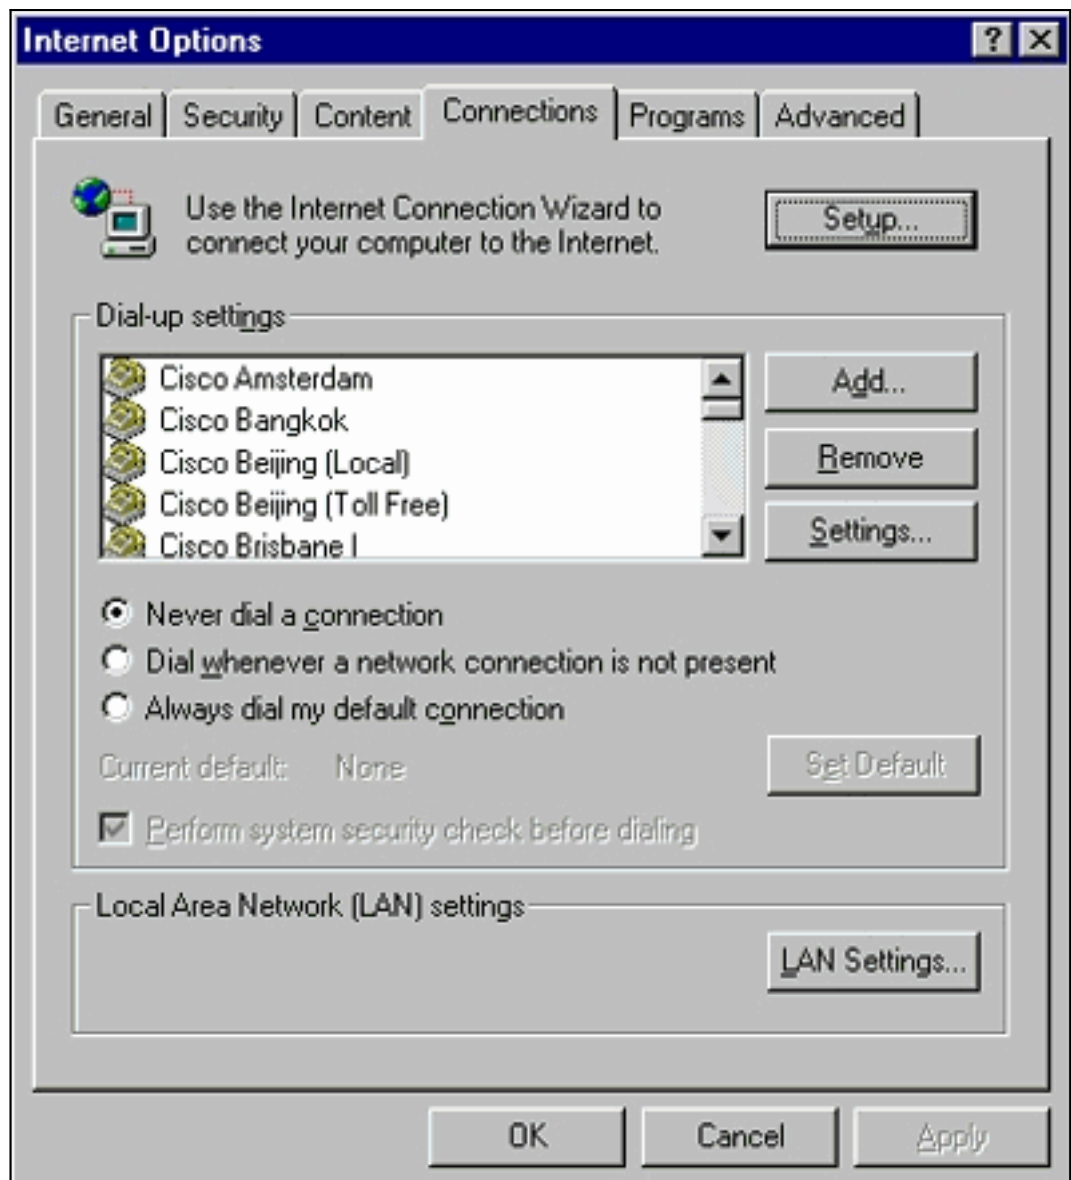 Internet Options
General Security Content Connections Programs Advanced
Use the Internet Connection Wizard to
connect your computer to the Internet.
Setup...
Dial-up settings
Cisco Amsterdam
Cisco Bangkok
Cisco Beijing (Local)
Cisco Beijing (Toll Free)
Cisco Brisbane I
Add...
Remove
Settings...
Never dial a connection
Dial whenever a network connection is not present
Always dial my default connection
Current default: None
Set Default
Perform system security check before dialing
Local Area Network (LAN) settings
LAN Settings...
OK Cancel Apply